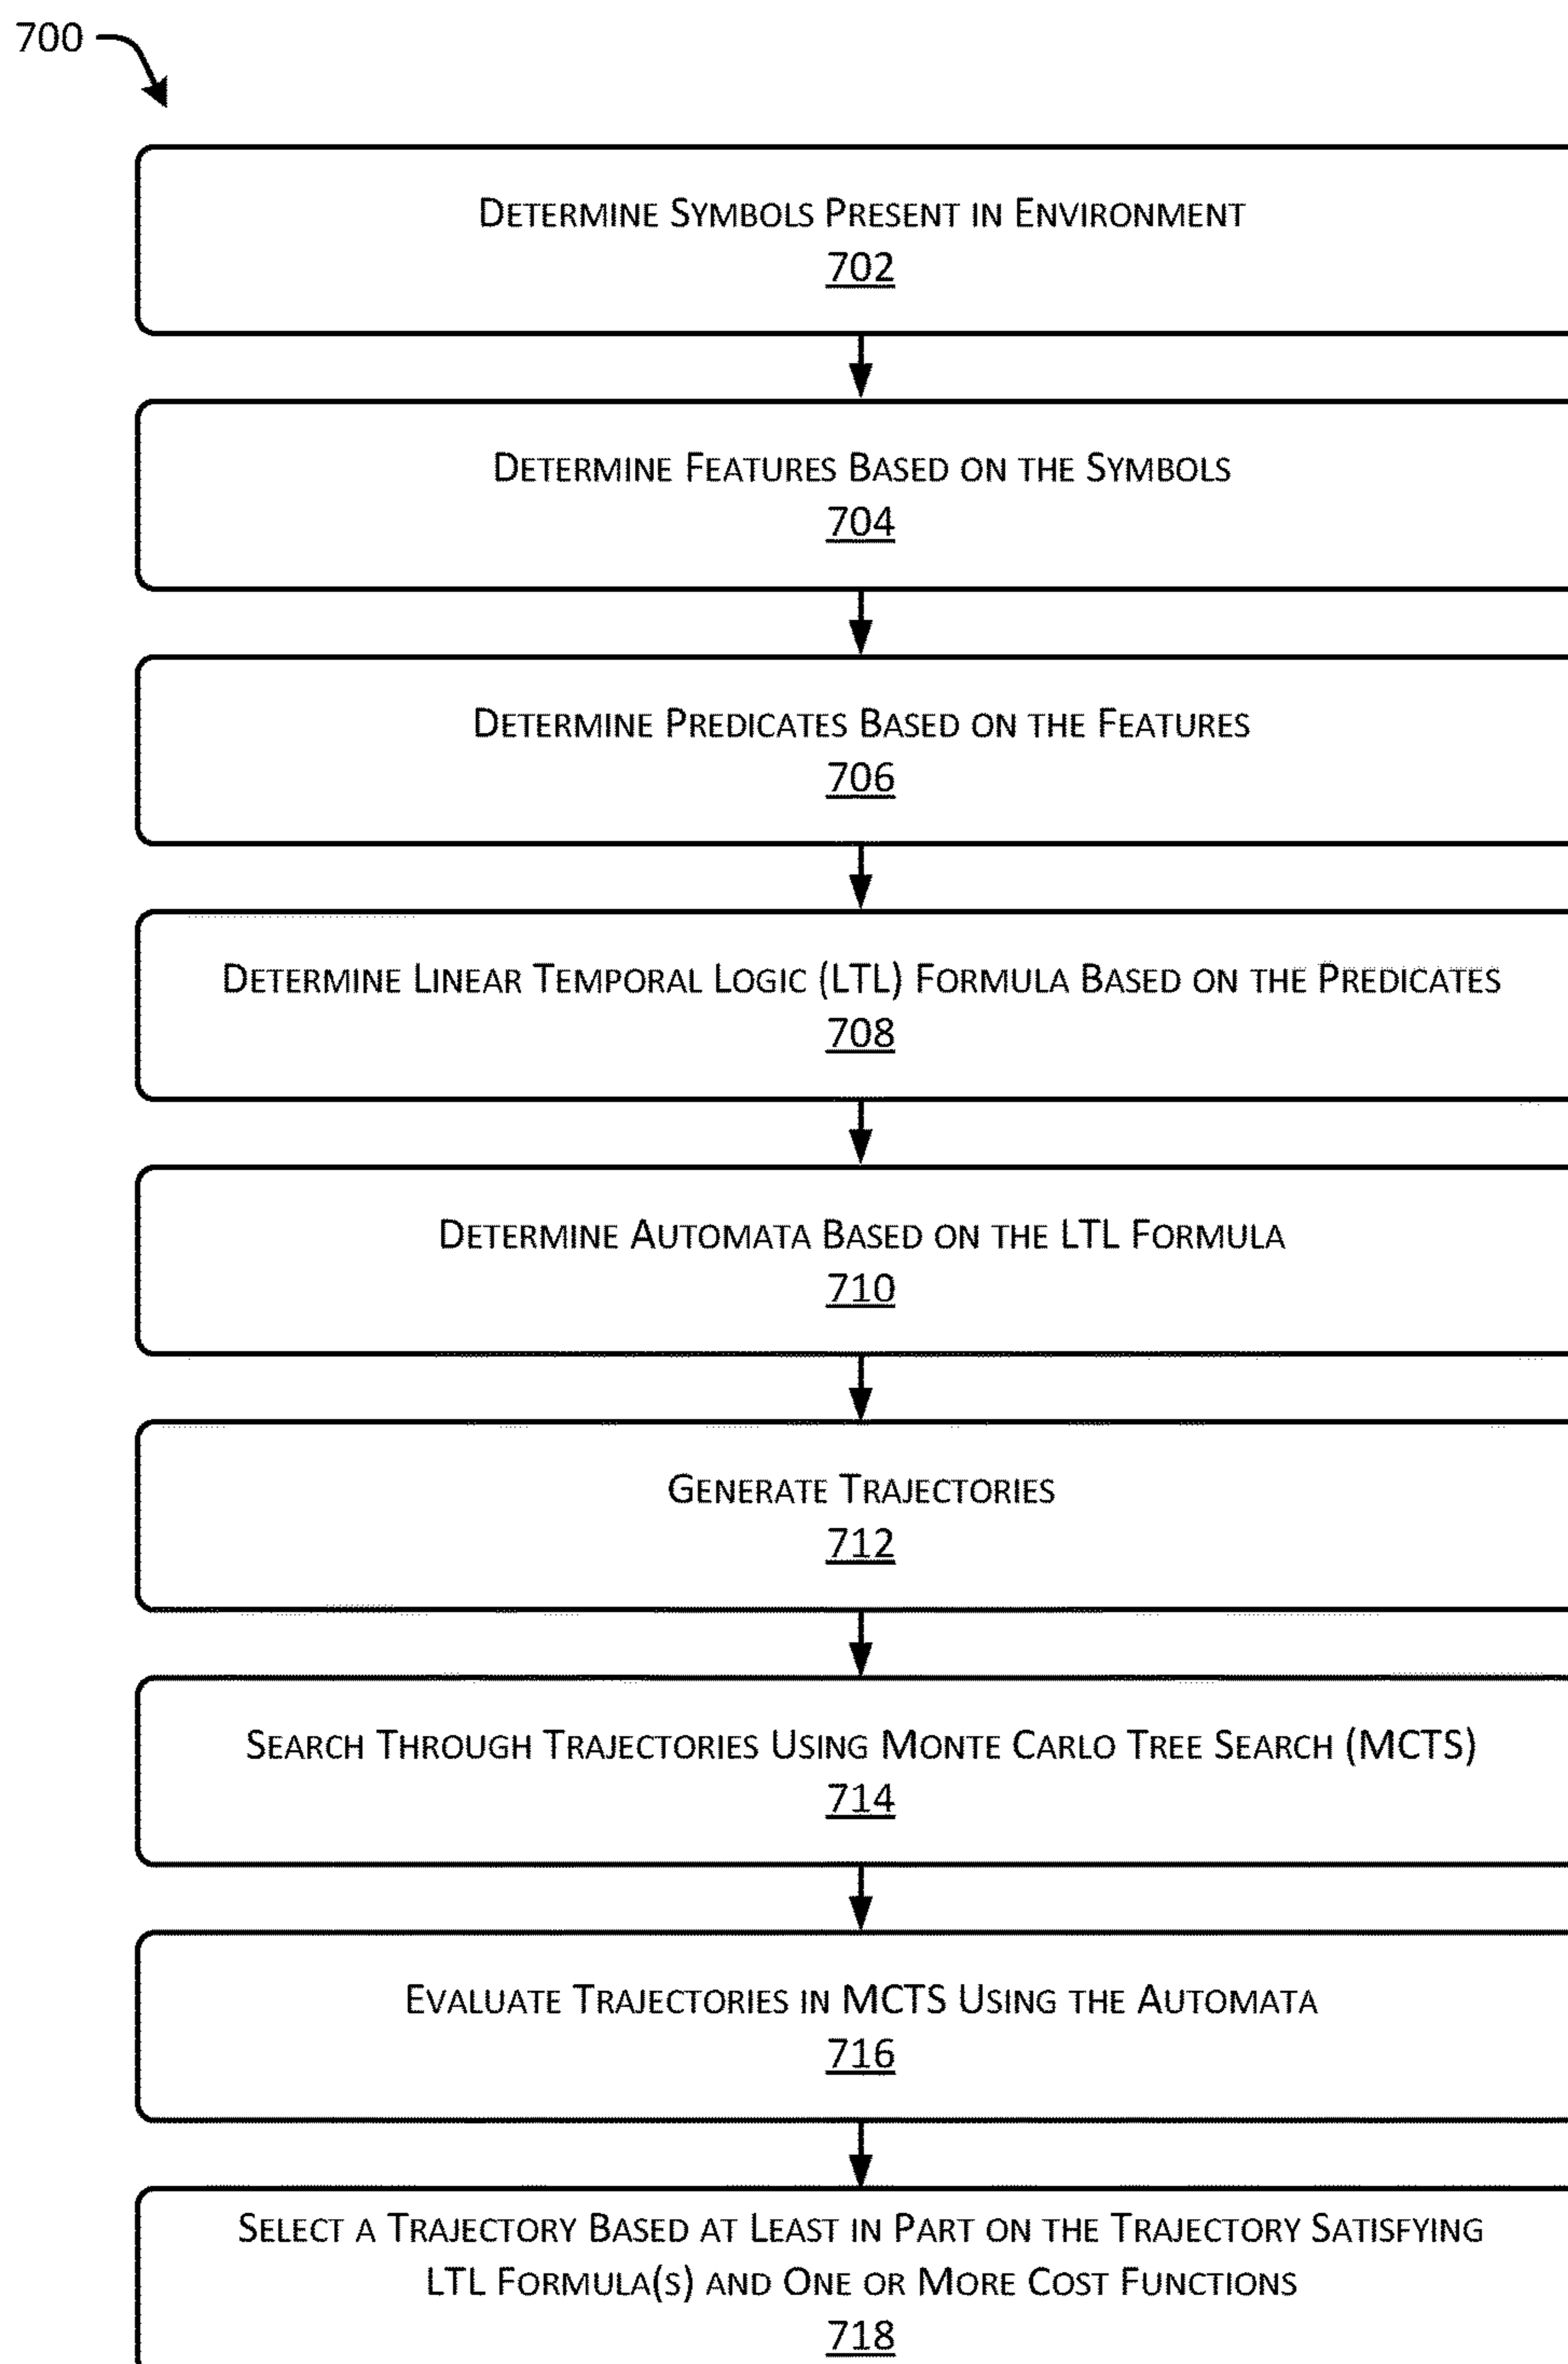 700
DETERMINE SYMBOLS PRESENT IN ENVIRONMENT
702
DETERMINE FEATURES BASED ON THE SYMBOLS
704
DETERMINE PREDICATES BASED ON THE FEATURES
706
DETERMINE LINEAR TEMPORAL LOGIC (LTL) FORMULA BASED ON THE PREDICATES
708
DETERMINE AUTOMATA BASED ON THE LTL FORMULA
710
GENERATE TRAJECTORIES
712
SEARCH THROUGH TRAJECTORIES USING MONTE CARLO TREE SEARCH (MCTS)
714
EVALUATE TRAJECTORIES IN MCTS USING THE AUTOMATA
716
SELECT A TRAJECTORY BASED AT LEAST IN PART ON THE TRAJECTORY SATISFYING
LTL FORMULA(S) AND ONE OR MORE COST FUNCTIONS
718